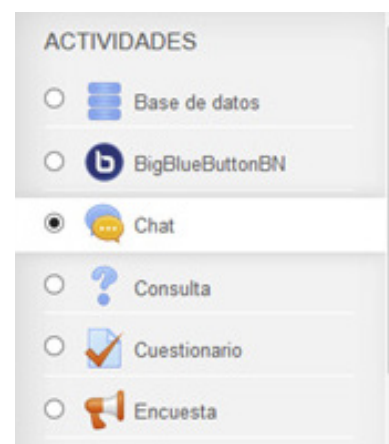 ACTIVIDADES
Base de datos
BigBlueButtonBN
Chat
Consulta
Cuestionario
Encuesta